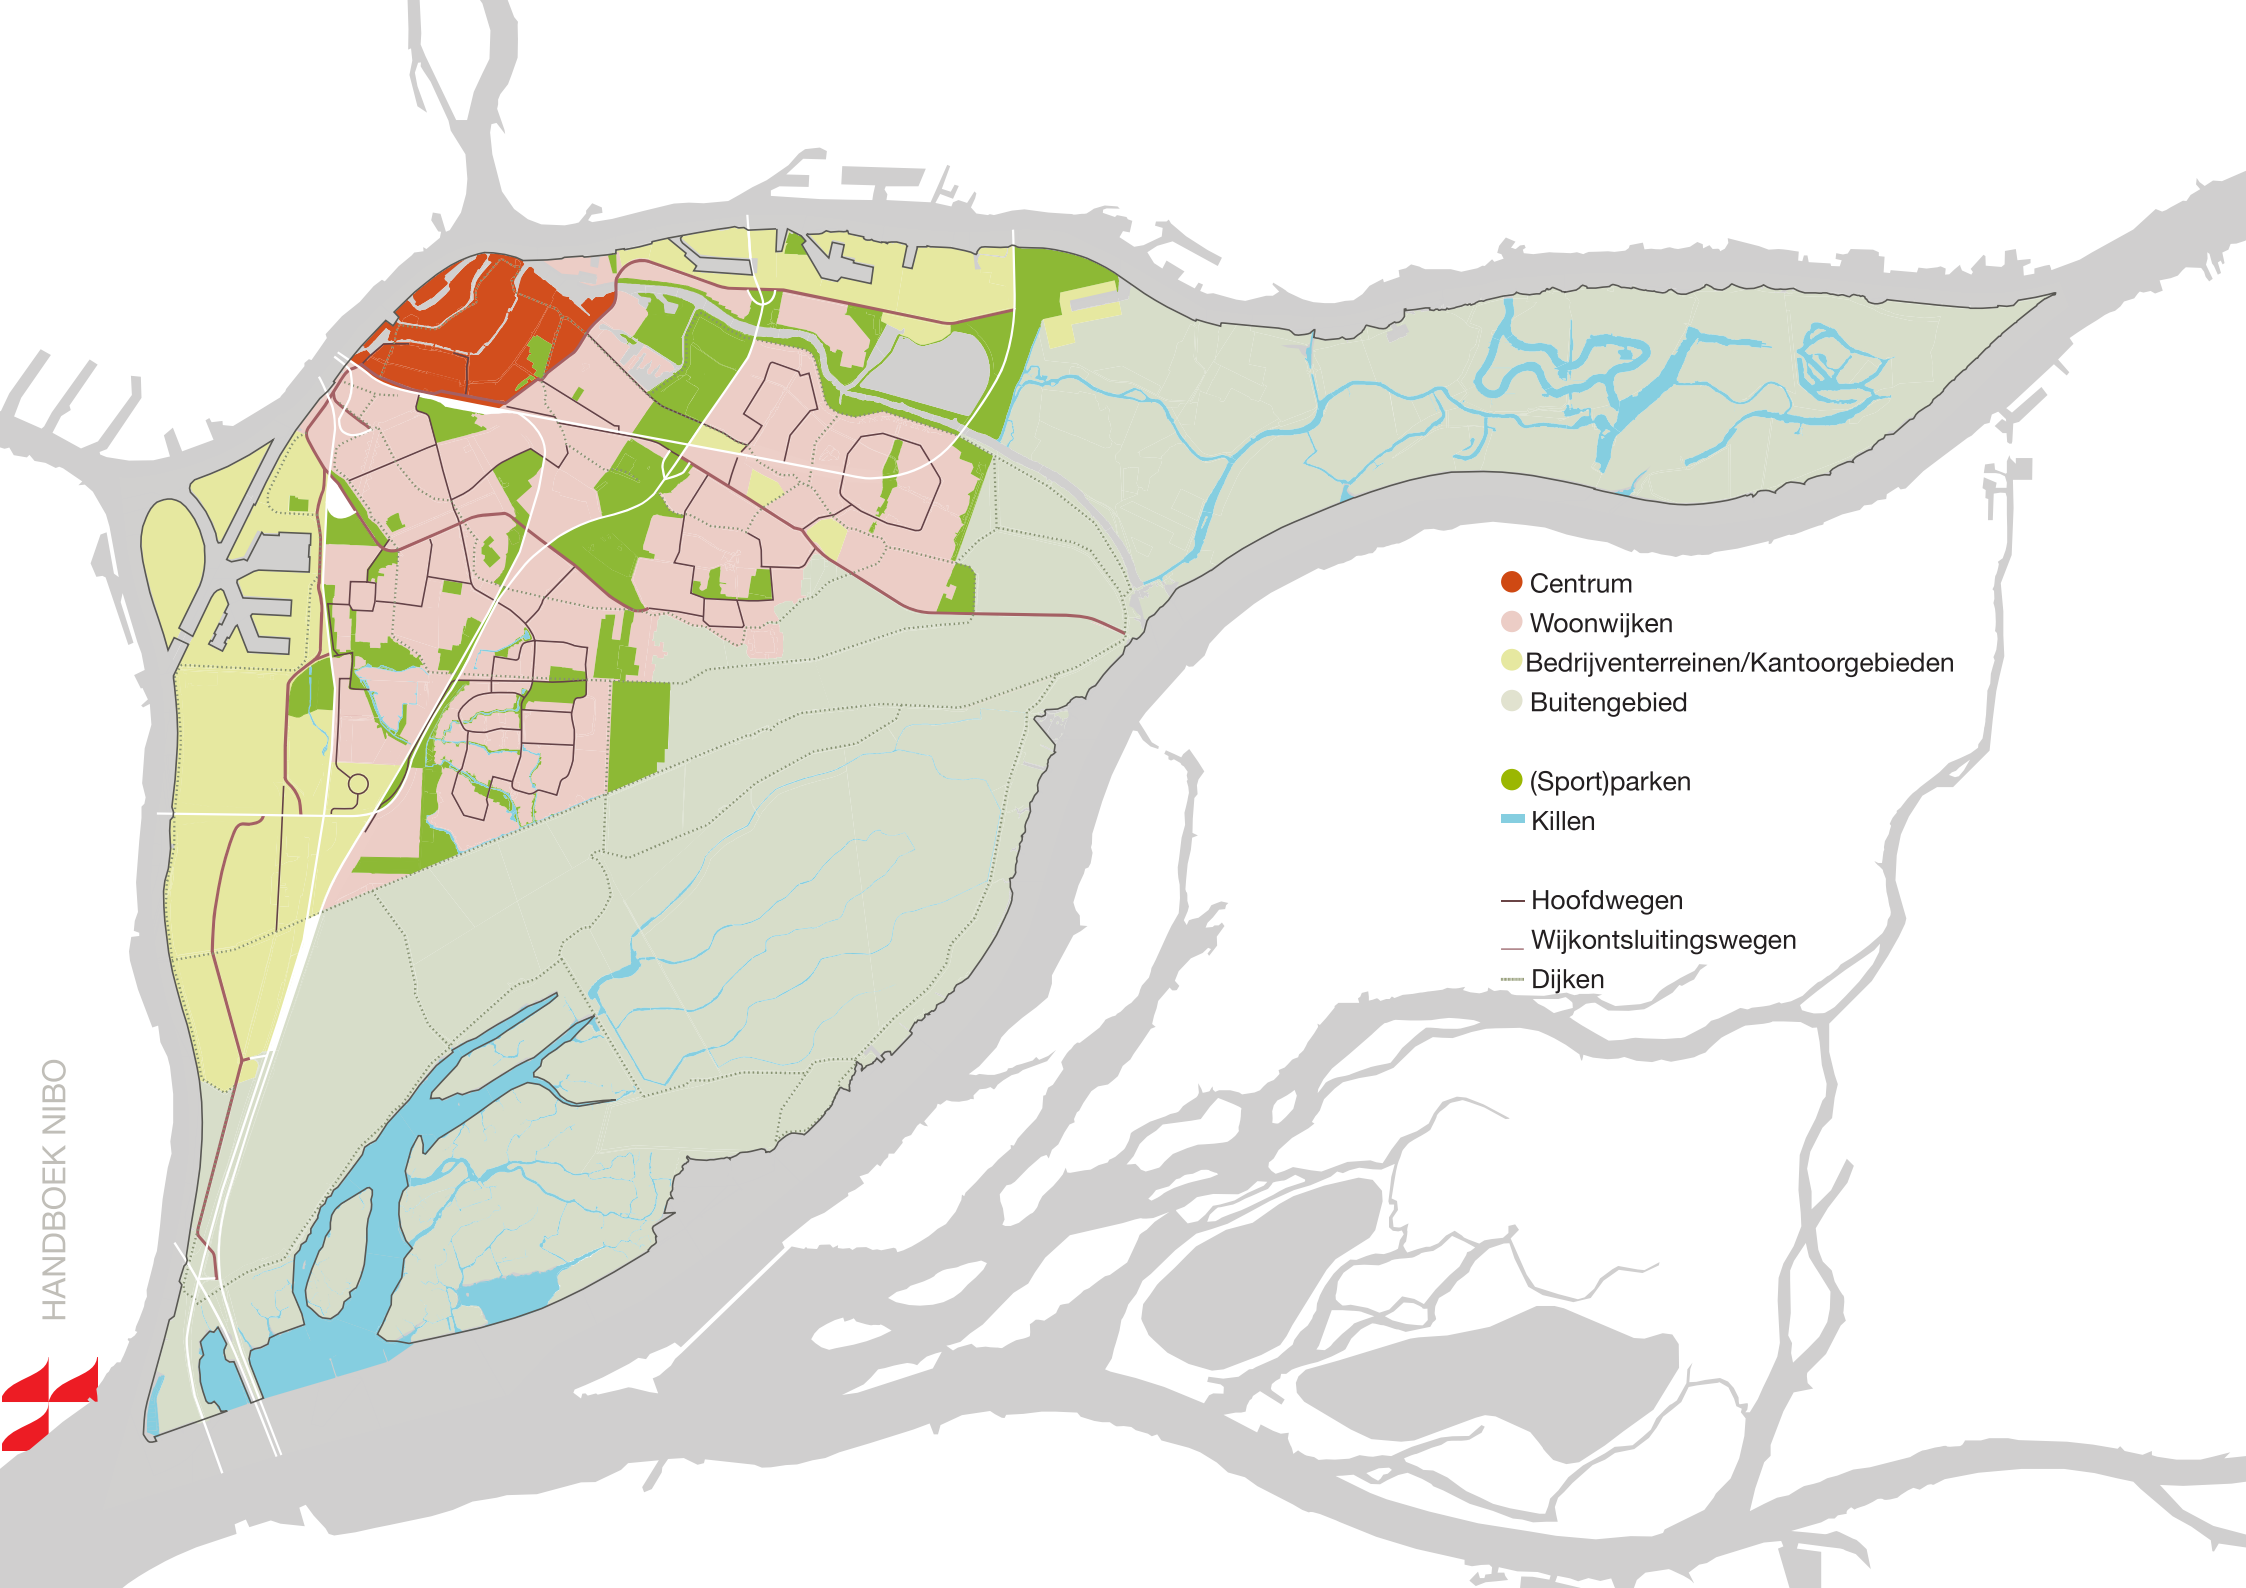 Centrum
Woonwijken
Bedrijventerreinen/Kantoorgebieden
Buitengebied
(Sport)parken
Killen
Hoofdwegen
Wijkontsluitingswegen
Dijken
HANDBOEK NIBO